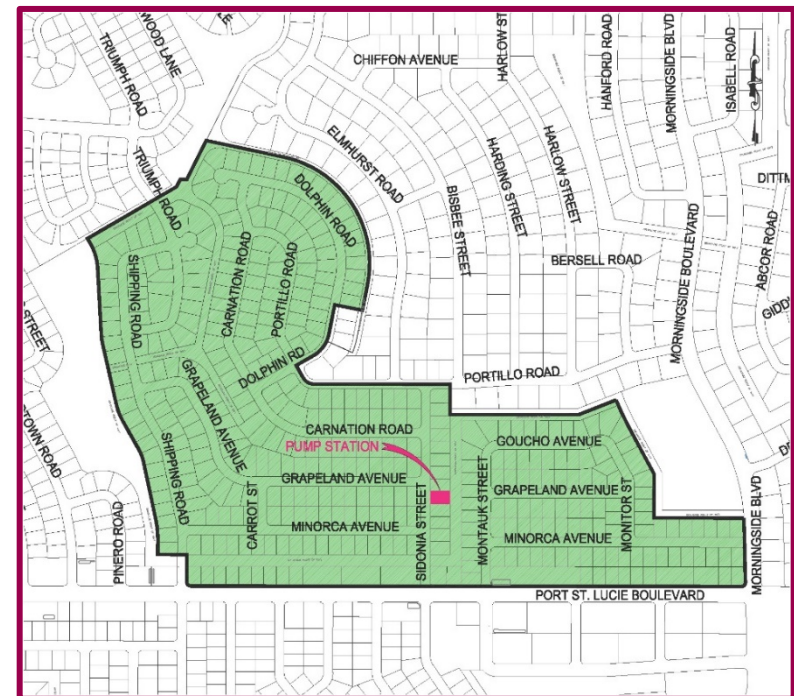 HARLOW ST
HANFORD ROAD
MORNINGSIDE BLVD
ISABELL ROAD
WOOD LANE
TRIUMPH ROAD
CHIFFON AVENUE
ELMHURST ROAD
HARDING STREET
HARLOW STREET
TRIUMPH ROAD
DOLPHIN ROAD
BISBEE STREET
DITTM
ABCOR ROAD
BERSELL ROAD
MORNINGSIDE BOULEVARD
GIDD
SHIPPING ROAD
CARNATION ROAD
PORTILLO ROAD
STREET
DOLPHIN RD
PORTILLO ROAD
GRAPELAND AVENUE
CARNATION ROAD
GOUCHO AVENUE
PUMP STATION
TOWN ROAD
SHIPPING ROAD
GRAPELAND AVENUE
GRAPELAND AVENUE
CARROT ST
SIDONIA STREET
MONTAUK STREET
MONITOR ST
MINORCA AVENUE
MINORCA AVENUE
PINERO ROAD
MORNINGSIDE BLVD
PORT ST. LUCIE BOULEVARD